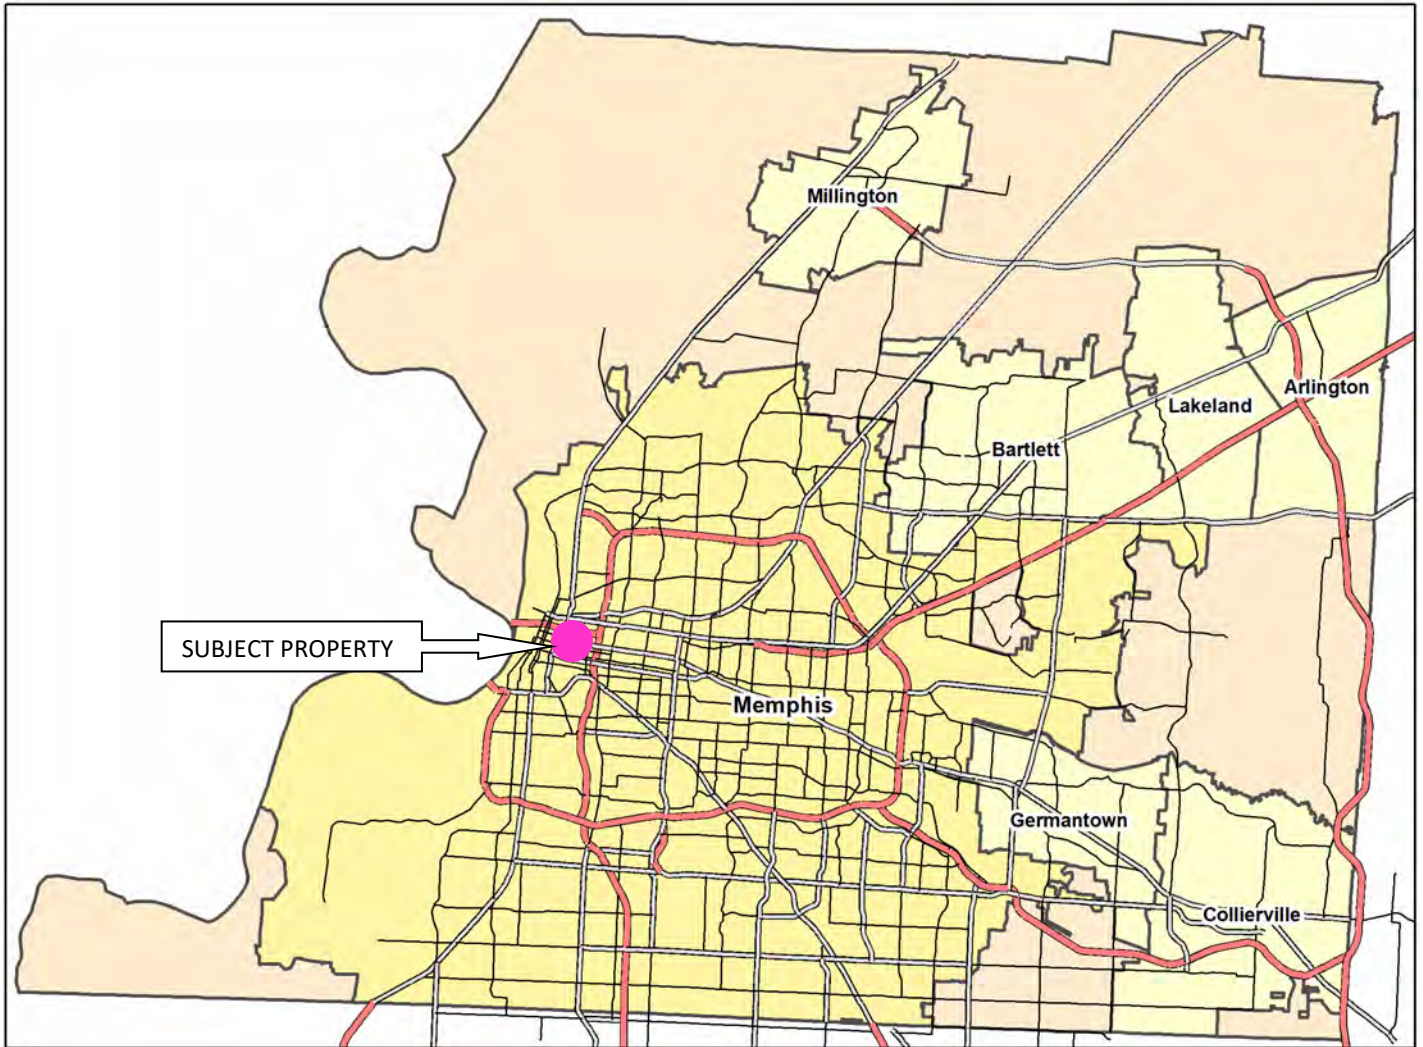 Millington
Arlington
Lakeland
Bartlett
SUBJECT PROPERTY
Memphis
Germantown
Collierville